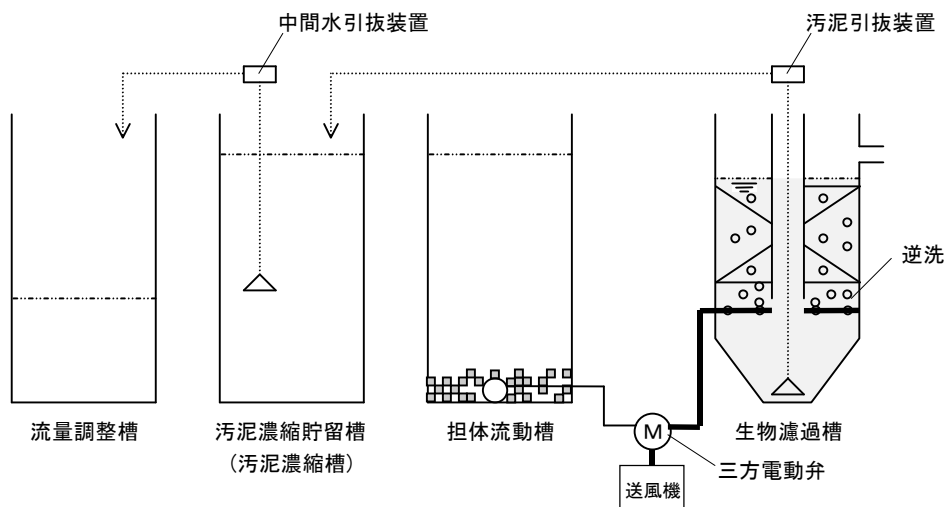 中間水引抜装置
汚泥引抜装置
逆洗
流量調整槽
汚泥濃縮貯留槽
(汚泥濃縮槽)
担体流動槽
生物濾過槽
M
三方電動弁
送風機